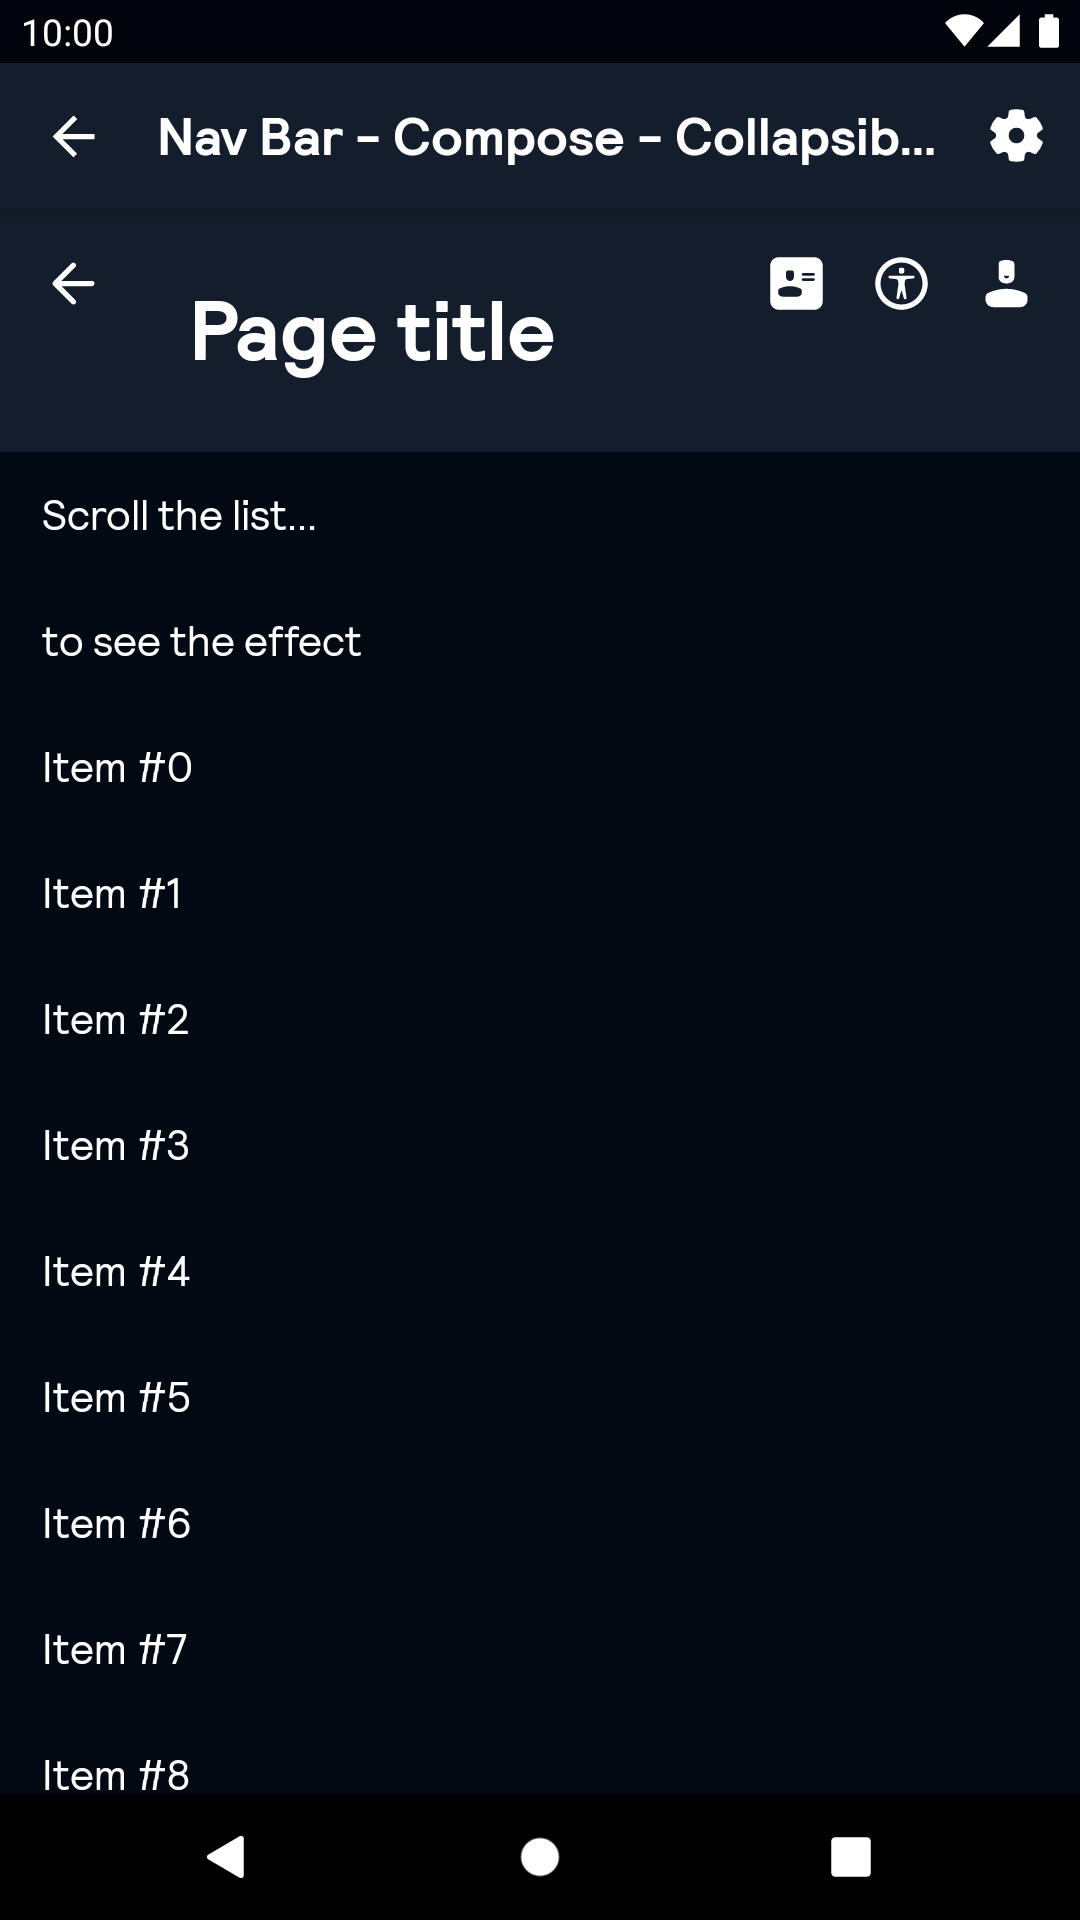 10:00
Nav Bar - Compose - Collapsib...
Page title
Scroll the list...
to see the effect
Item #0
Item #1
Item #2
Item #3
Item #4
Item #5
Item #6
Item #7
Item #8